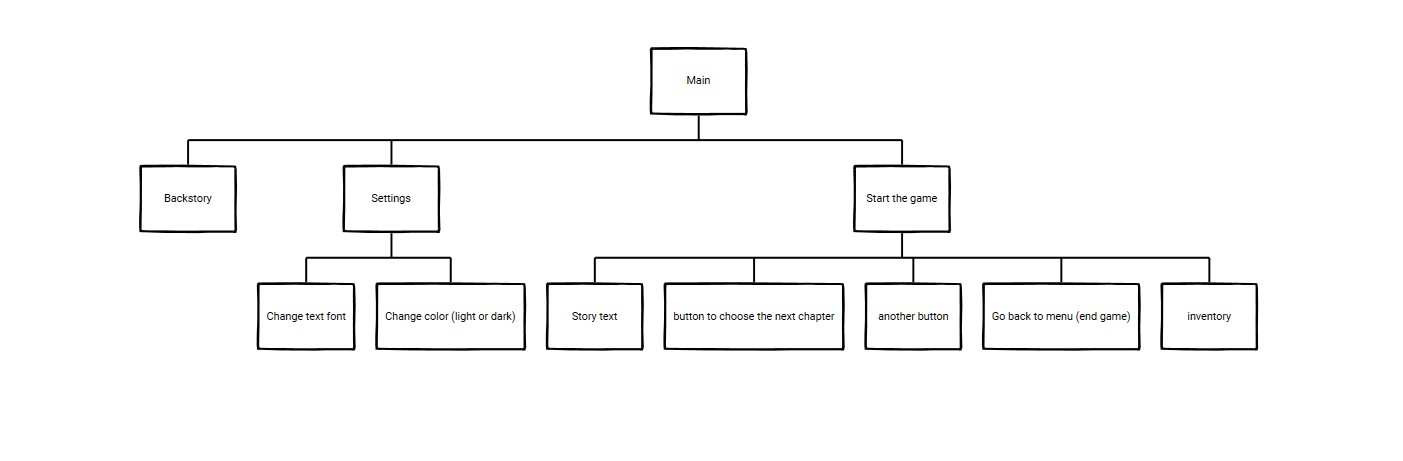 Main
Backstory
Settings
Start the game
Change text font
Change color (light or dark)
Story text
button to choose the next chapter
another button
Go back to menu (end game)
inventory